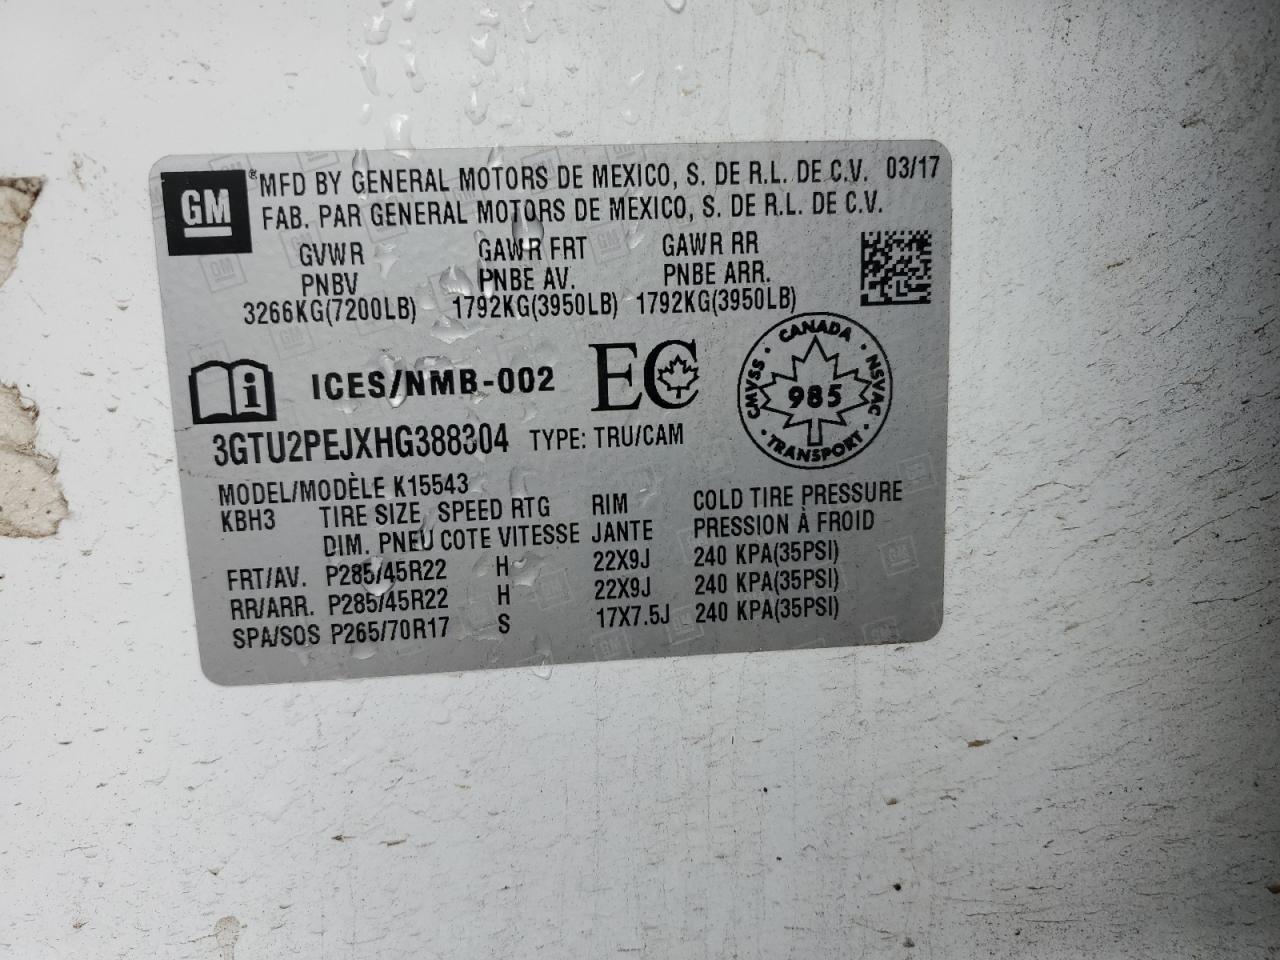 GM ® MFD BY GENERAL MOTORS DE MEXICO, S. DE R.L. DE C.V. 03/17
FAB. PAR GENERAL MOTORS DE MEXICO, S. DE R.L. DE C.V.
GVWR GAWR FRT GAWR RR
PNBV PNBE AV. PNBE ARR.
3266KG(7200LB) 1792KG(3950LB) 1792KG(3950LB)
i ICES/NMB-002 EC
CANADA
CMVSS 985 NSVAC
TRANSPORT
3GTU2PEJXHG388304 TYPE: TRU/CAM
MODEL/MODÈLE K15543
KBH3 TIRE SIZE SPEED RTG RIM COLD TIRE PRESSURE
DIM. PNEU COTE VITESSE JANTE PRESSION À FROID
FRT/AV. P285/45R22 H 22X9J 240 KPA(35PSI)
RR/ARR. P285/45R22 H 22X9J 240 KPA(35PSI)
SPA/SOS P265/70R17 S 17X7.5J 240 KPA(35PSI)